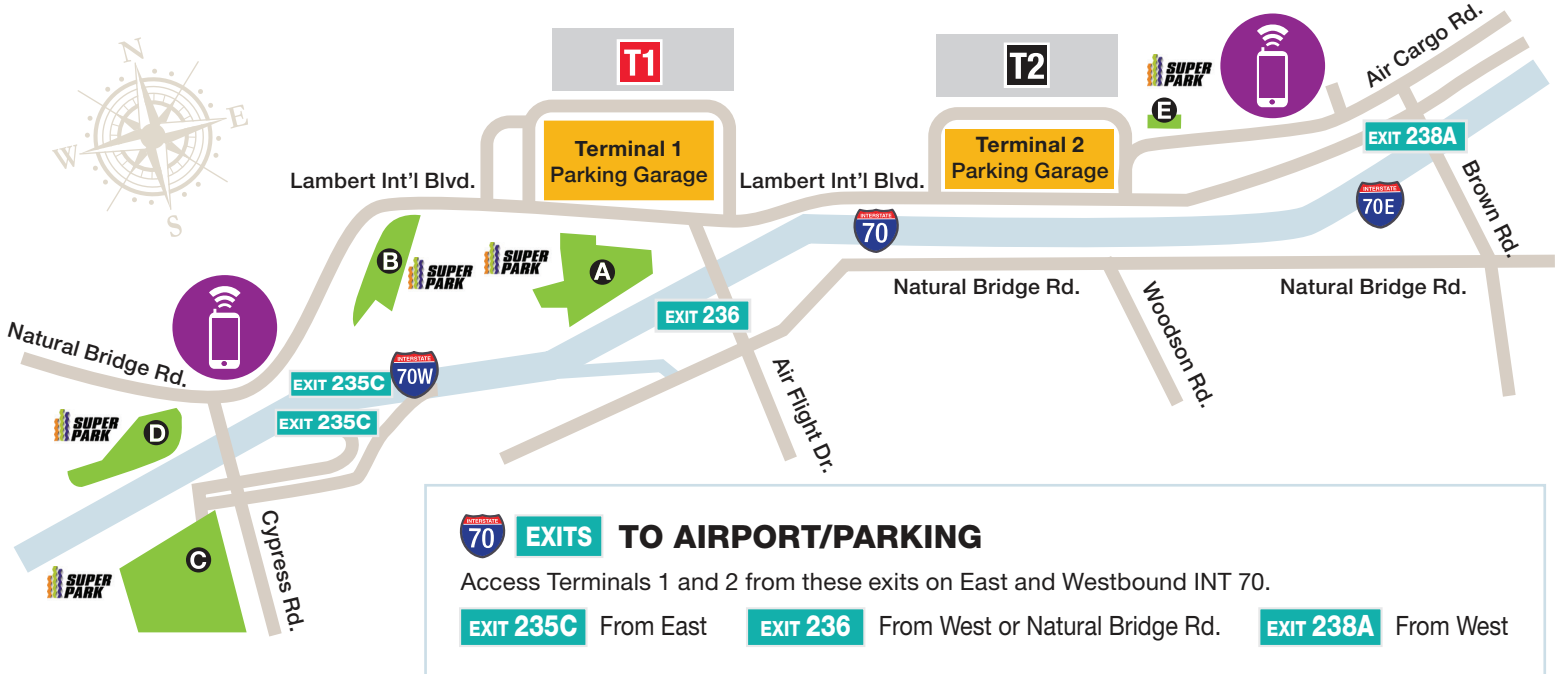 N
E
S
W
T1
T2
SUPER
PARK
E
Air Cargo Rd.
EXIT 238A
Terminal 1
Parking Garage
Terminal 2
Parking Garage
Lambert Int'l Blvd.
Lambert Int'l Blvd.
INTERSTATE
70E
Brown Rd.
INTERSTATE
70
B
SUPER
PARK
SUPER
PARK
A
Natural Bridge Rd.
Natural Bridge Rd.
Woodson Rd.
EXIT 236
Natural Bridge Rd.
INTERSTATE
70W
EXIT 235C
EXIT 235C
Air Flight Dr.
SUPER
PARK
D
Cypress Rd.
SUPER
PARK
C
INTERSTATE
70
EXITS TO AIRPORT/PARKING
Access Terminals 1 and 2 from these exits on East and Westbound INT 70.
EXIT 235C From East EXIT 236 From West or Natural Bridge Rd. EXIT 238A From West